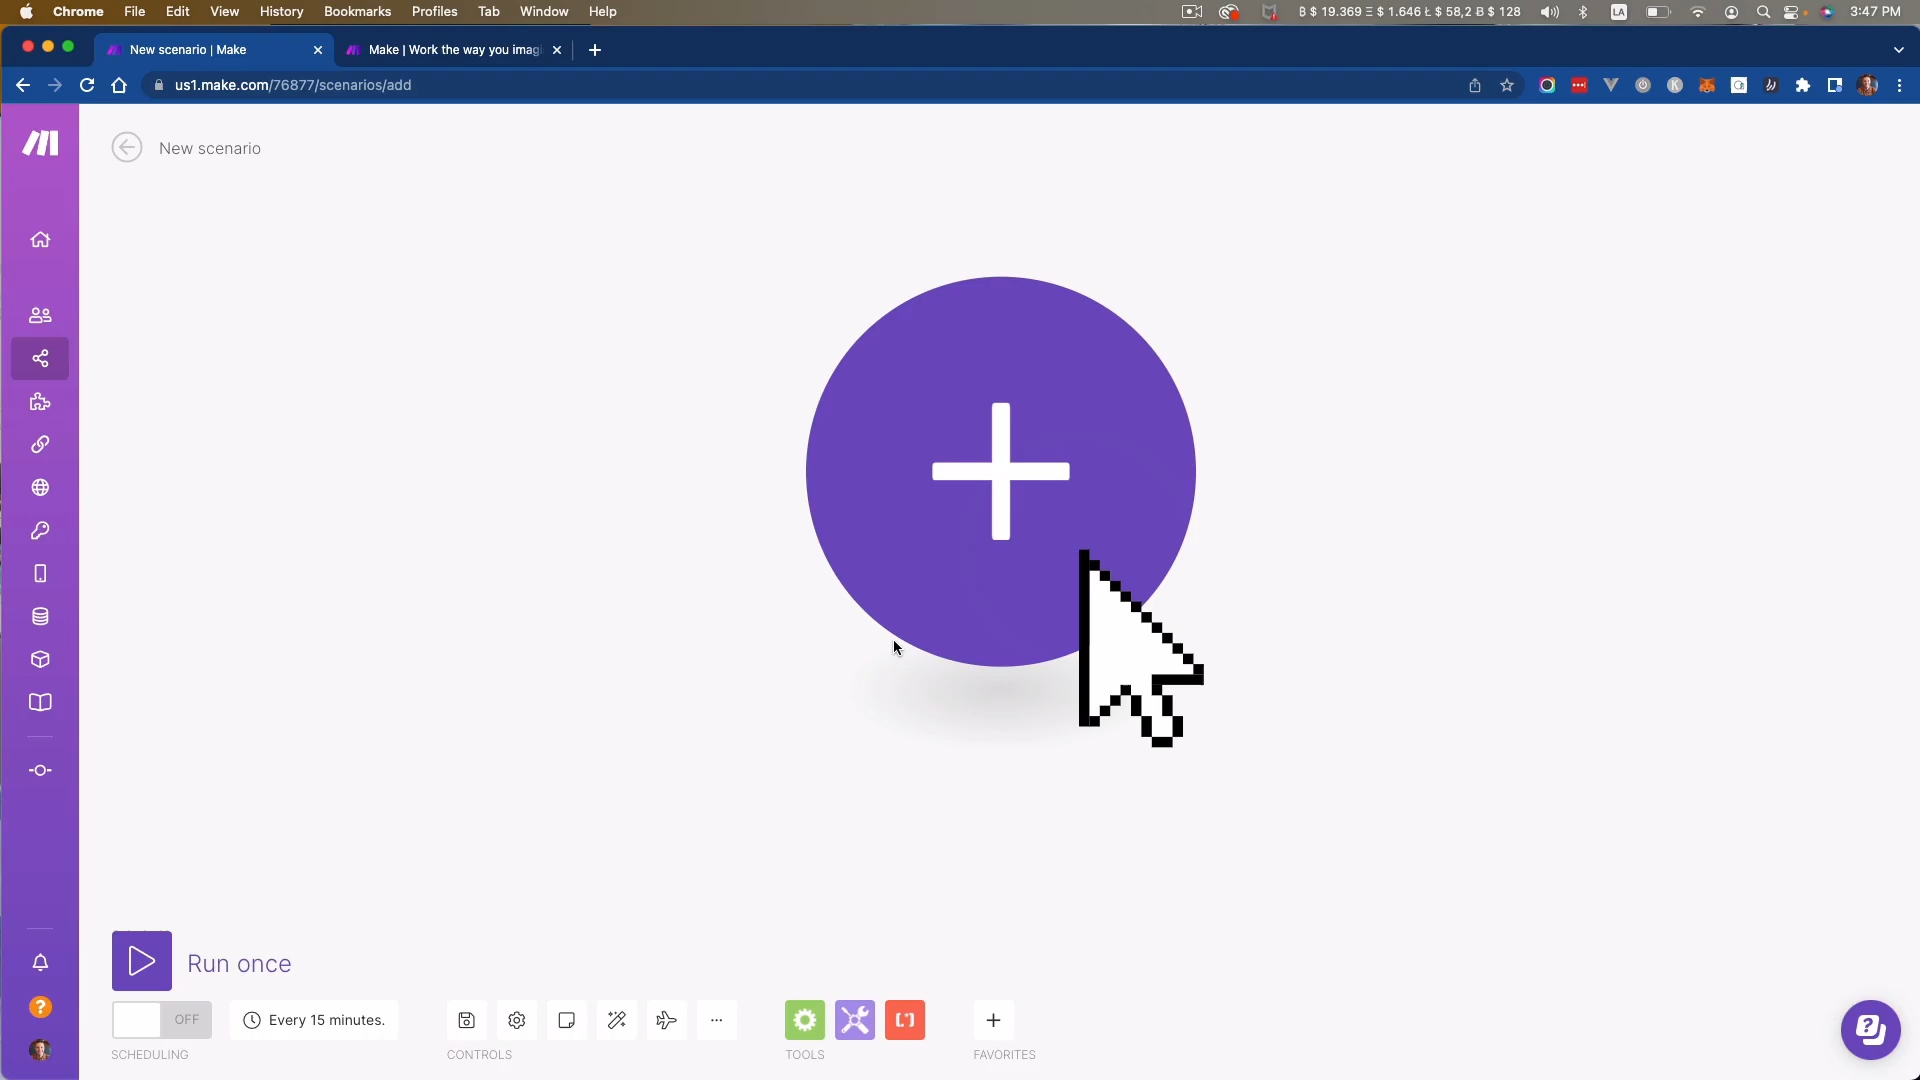 Chrome File Edit View History Bookmarks Profiles Tab Window Help
LA
3:47 PM
New scenario | Make
Make | Work the way you imag
us1.make.com/76877/scenarios/add
New scenario
Run once
OFF
Every 15 minutes.
SCHEDULING
CONTROLS
TOOLS
FAVORITES